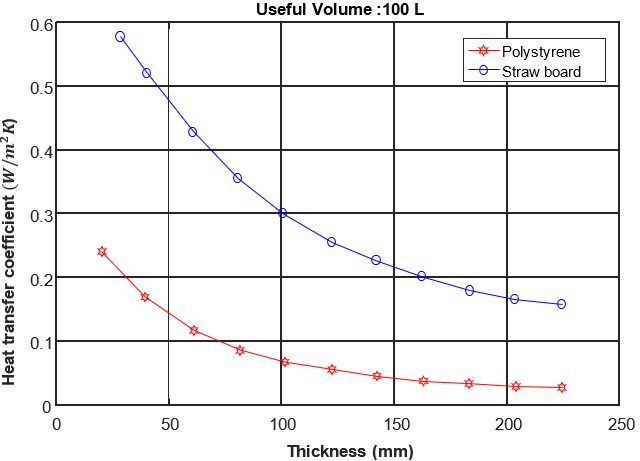 Useful Volume :100 L
0.6
0.5
0.4
0.3
0.2
0.1
0
Heat transfer coefficient (W/m²K)
Polystyrene
Straw board
0 50 100 150 200 250
Thickness (mm)